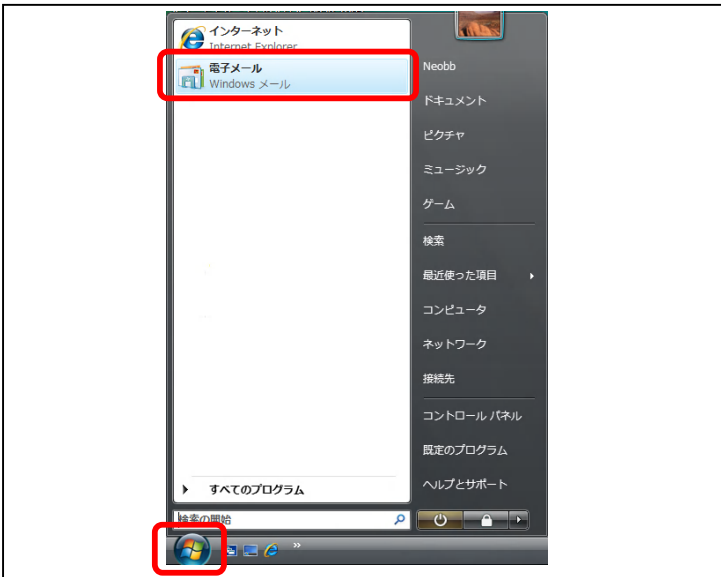 インターネット
Internet Explorer
電子メール
Windows メール
Neobb
ドキュメント
ピクチャ
ミュージック
ゲーム
検索
最近使った項目
コンピュータ
ネットワーク
接続先
コントロール パネル
既定のプログラム
ヘルプとサポート
すべてのプログラム
検索の開始